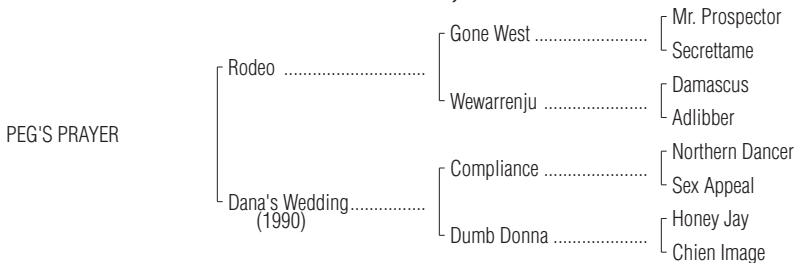 Mr. Prospector
Gone West ..........................
Secrettame
Rodeo ................................
Damascus
Wewarrenju ........................
Adlibber
PEG'S PRAYER
Northern Dancer
Compliance ........................
Sex Appeal
Dana's Wedding.................
(1990)
Honey Jay
Dumb Donna ......................
Chien Image